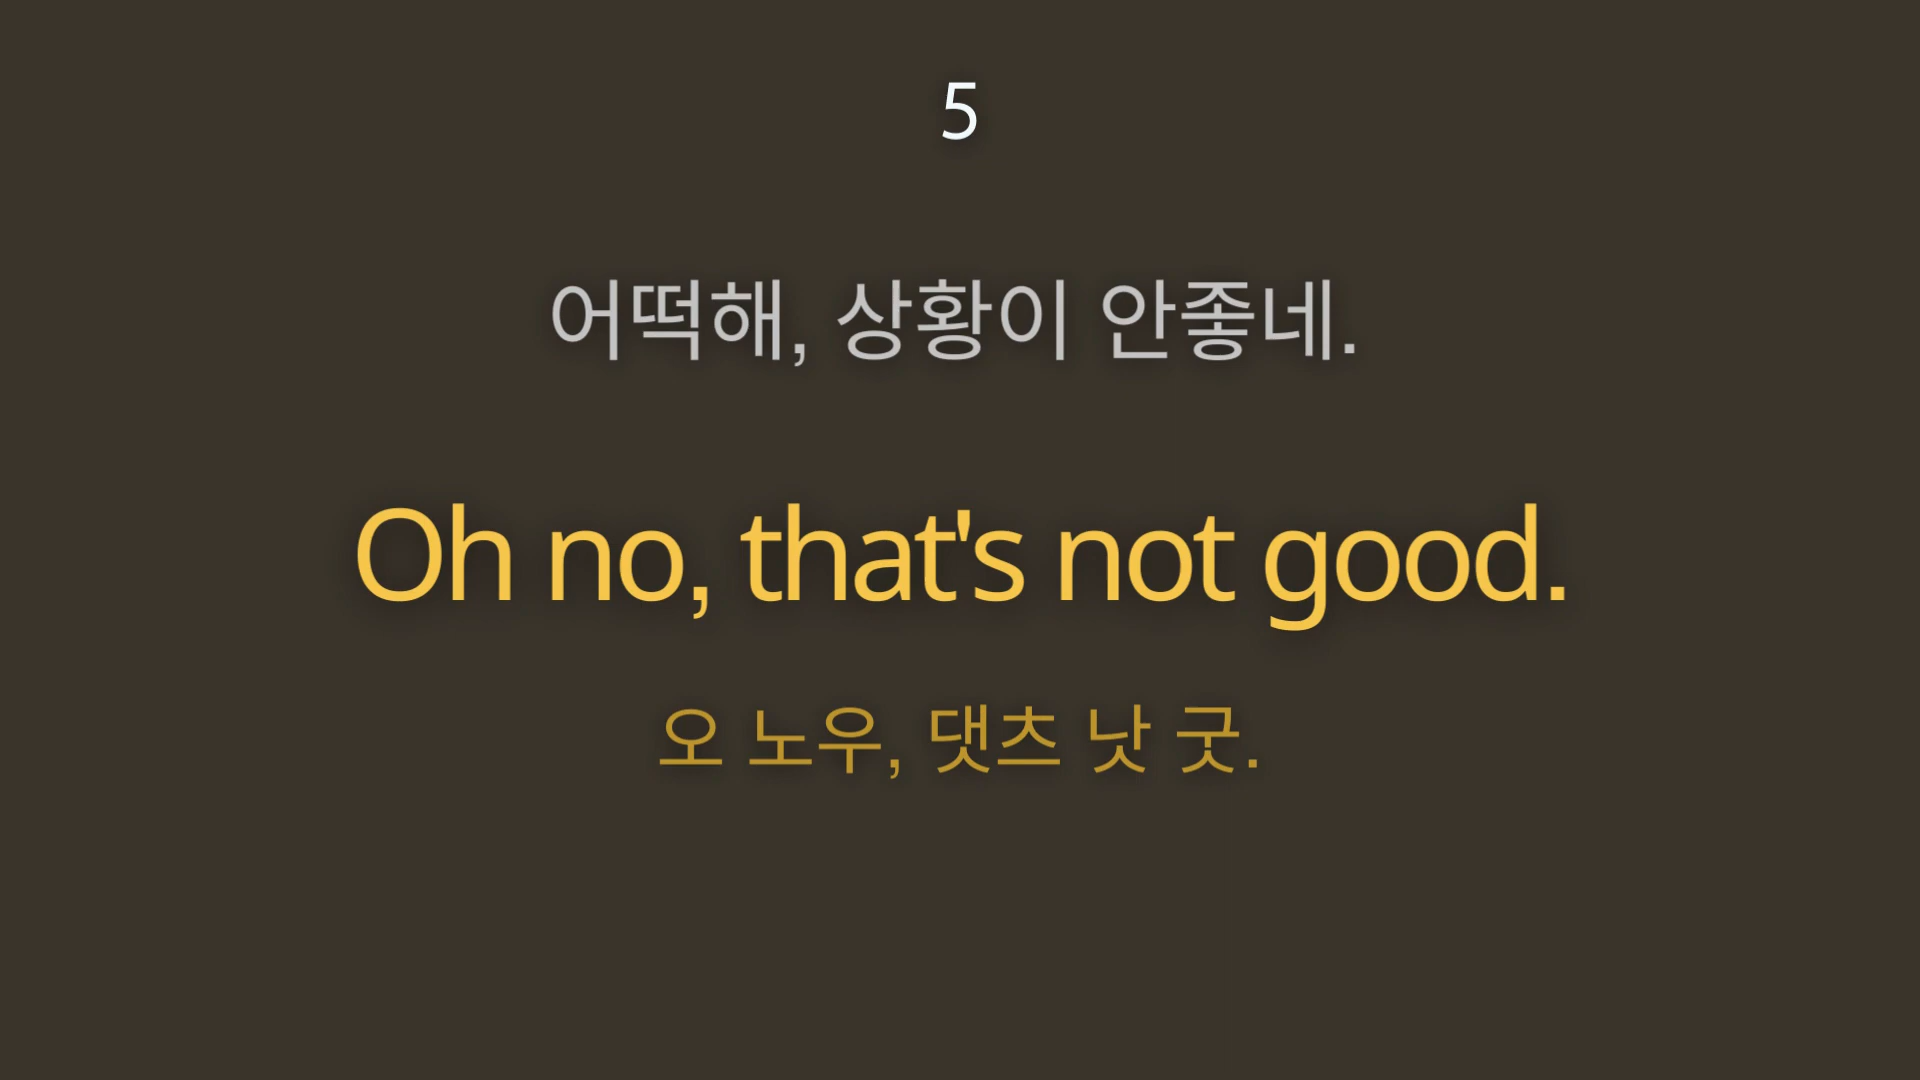 5
어떡해, 상황이 안좋네.
Oh no, that's not good.
오 노우, 댓츠 낫 굿.